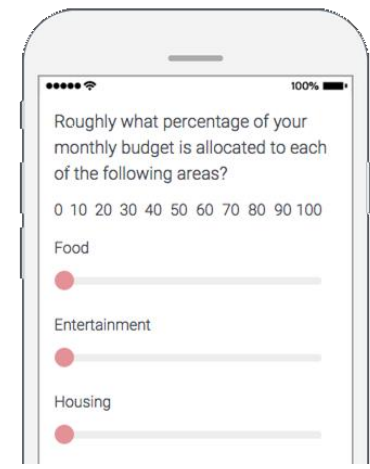 100%
Roughly what percentage of your
monthly budget is allocated to each
of the following areas?
0 10 20 30 40 50 60 70 80 90 100
Food
Entertainment
Housing